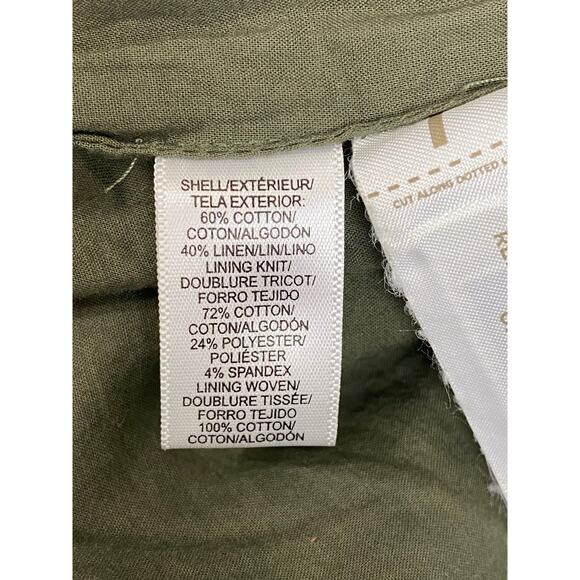 SHELL/EXTÉRIEUR/
TELA EXTERIOR:
60% COTTON/
COTON/ALGODÓN
40% LINEN/LIN/LINO
LINING KNIT/
DOUBLURE TRICOT/
FORRO TEJIDO
72% COTTON/
COTON/ALGODÓN
24% POLYESTER/
POLIÉSTER
4% SPANDEX
LINING WOVEN/
DOUBLURE TISSÉE/
FORRO TEJIDO
100% COTTON/
COTON/ALGODÓN
CUT ALONG DOTTED